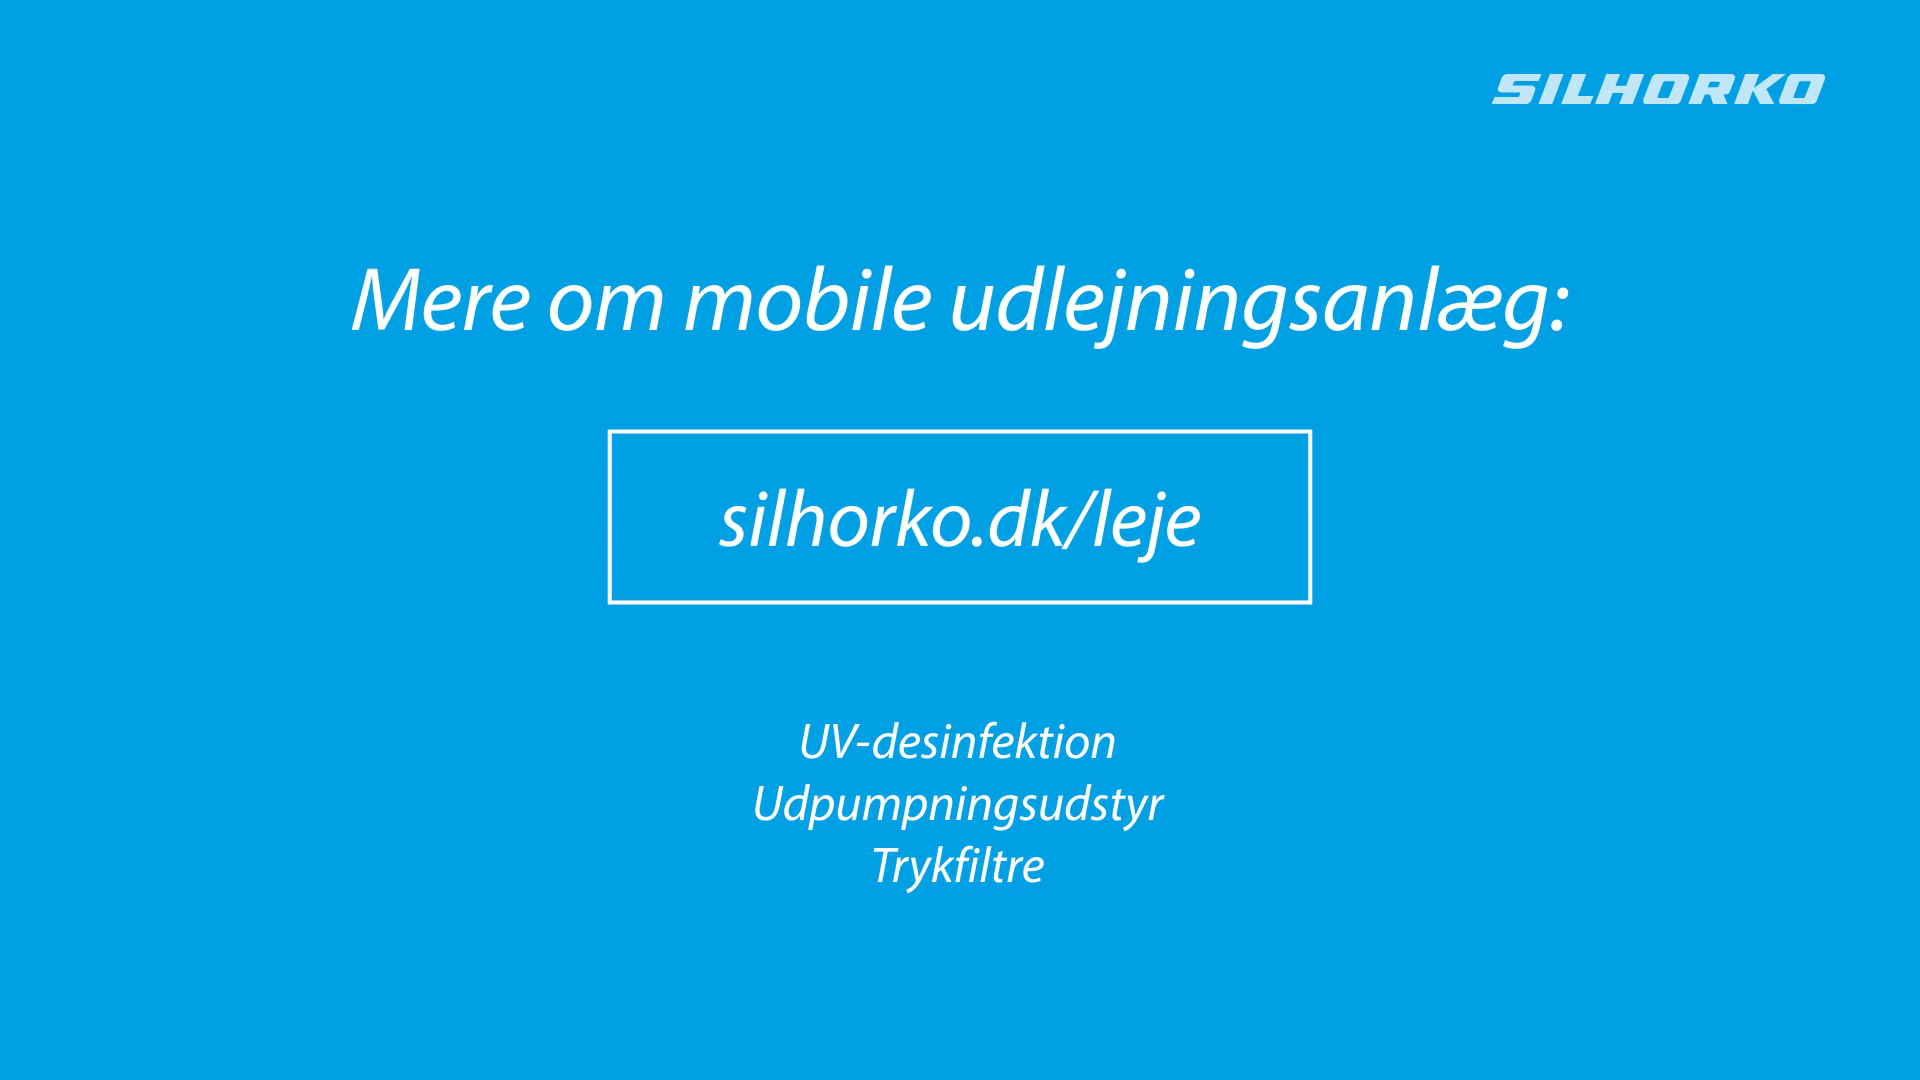 SILHORKO
Mere om mobile udlejningsanlæg:
silhorko.dk/leje
UV-desinfektion
Udpumpningsudstyr
Trykfiltre